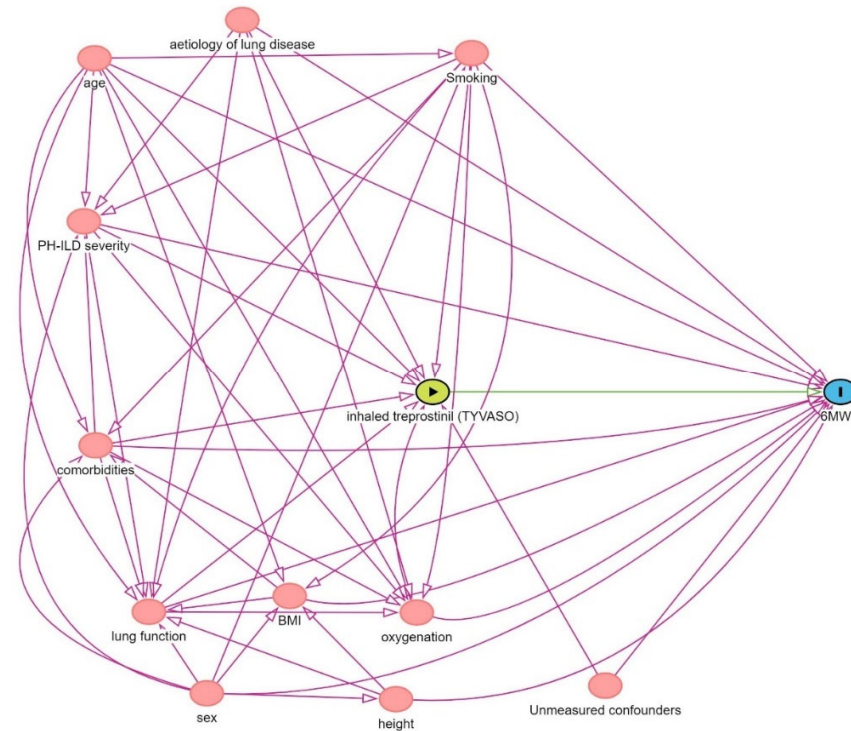 aetiology of lung disease
age
Smoking
PH-ILD severity
inhaled treprostinil (TYVASO)
6MW
comorbidities
lung function
BMI
oxygenation
sex
height
Unmeasured confounders